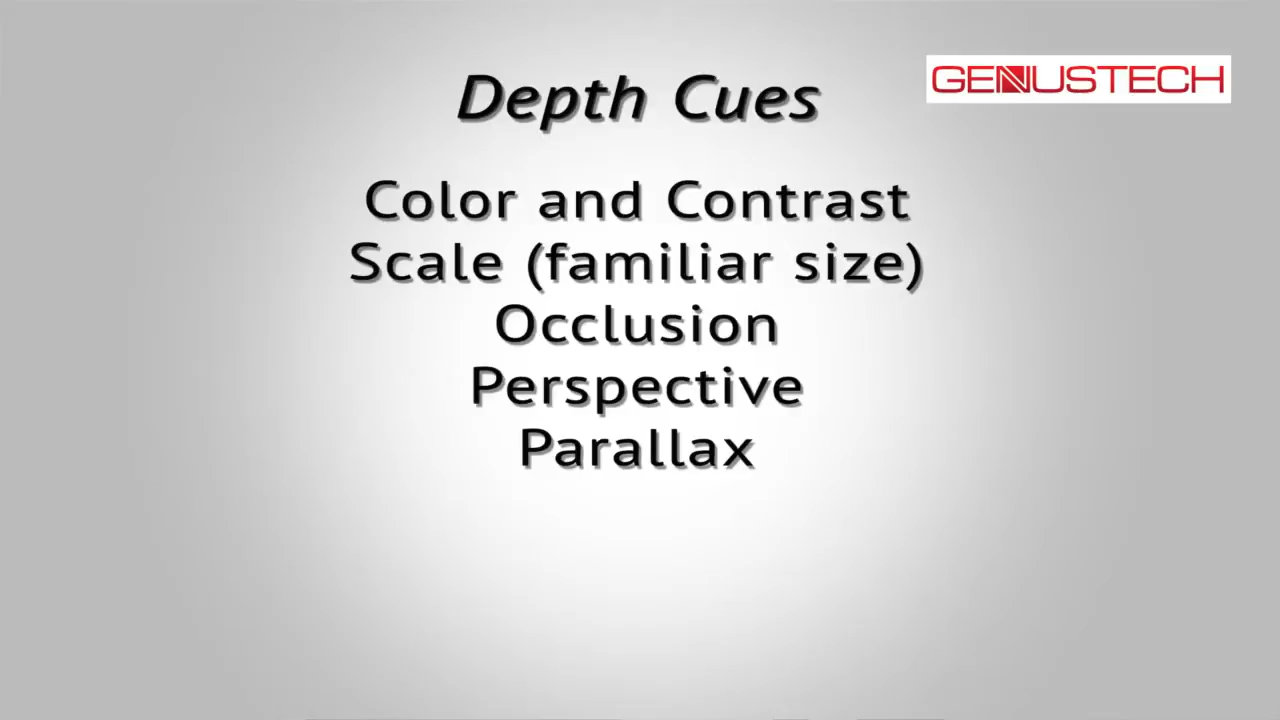 Depth Cues
GENUSTECH
Color and Contrast
Scale (familiar size)
Occlusion
Perspective
Parallax